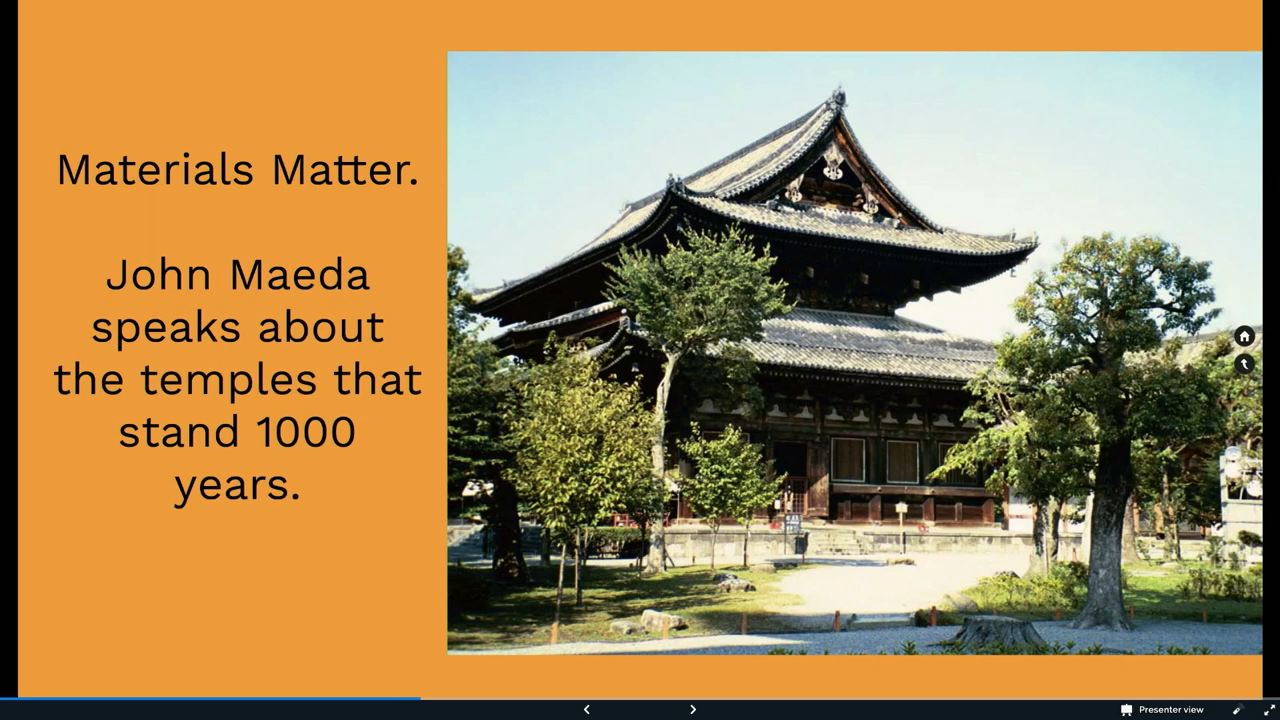 Materials Matter.
John Maeda
speaks about
the temples that
stand 1000
years.
Presenter view